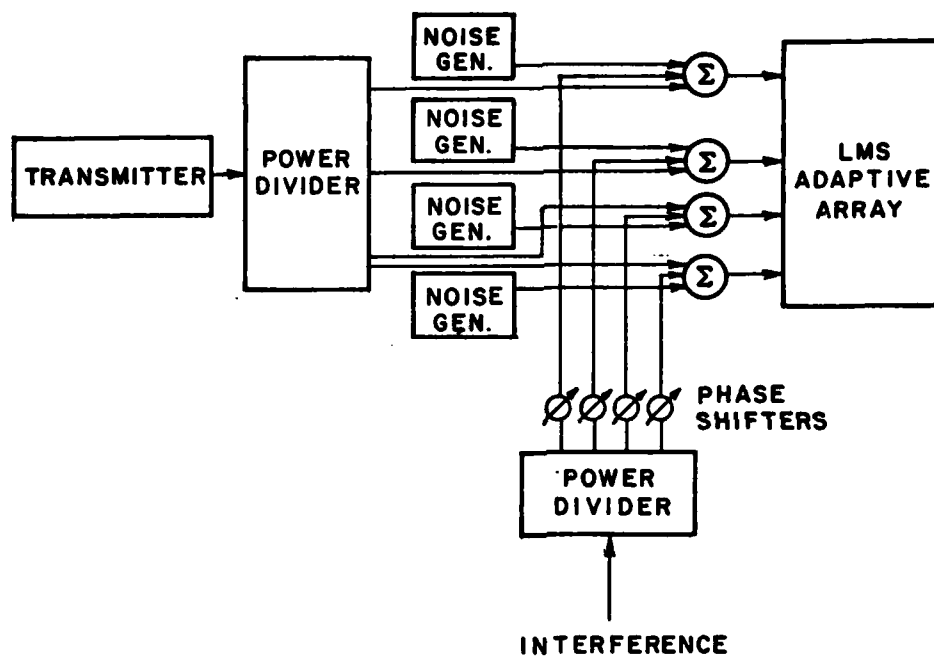 NOISE
GEN.
Σ
NOISE
GEN.
Σ
TRANSMITTER
POWER
DIVIDER
LMS
ADAPTIVE
ARRAY
NOISE
GEN.
Σ
NOISE
GEN.
Σ
PHASE
SHIFTERS
POWER
DIVIDER
INTERFERENCE